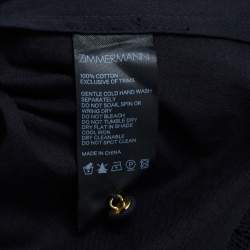 ZIMMERMANN
100% COTTON
EXCLUSIVE OF TRIMS
GENTLE COLD HAND WASH
SEPARATELY
DO NOT SOAK, SPIN OR
WRING DRY
DO NOT BLEACH
DO NOT TUMBLE DRY
DRY FLAT IN SHADE
COOL IRON
DO NOT DRY CLEAN
MADE IN CHINA